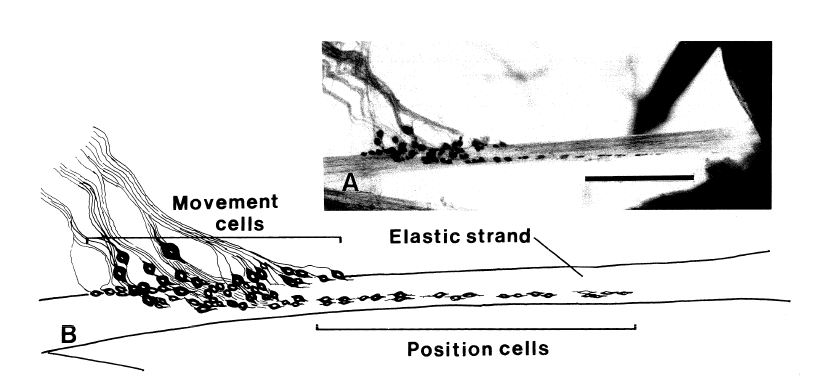 A
Movement
cells
Elastic strand
B
Position cells